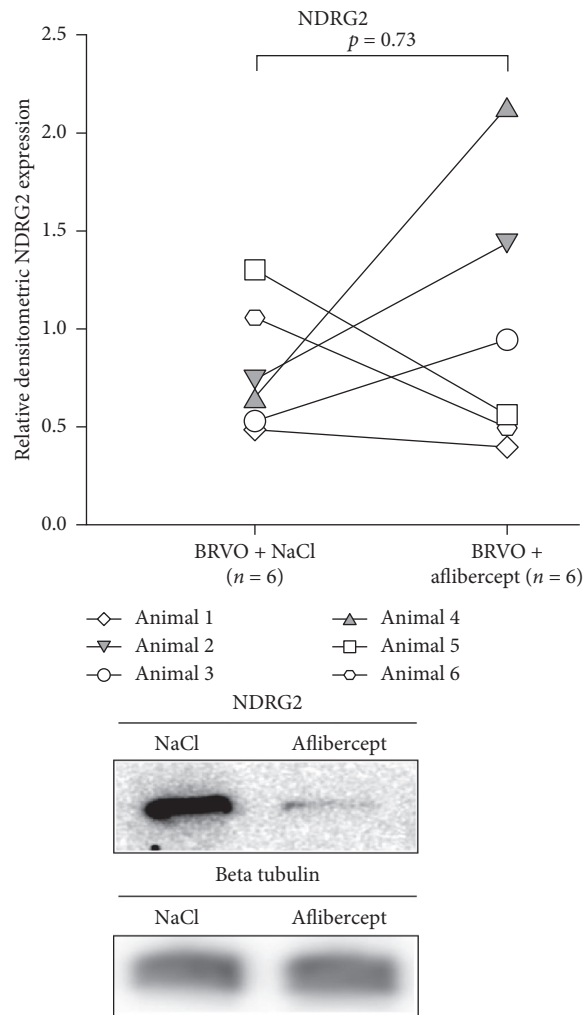 NDRG2
p = 0.73
Relative densitometric NDRG2 expression
2.5
2.0
1.5
1.0
0.5
0.0
BRVO + NaCl
(n = 6)
BRVO +
aflibercept (n = 6)
Animal 1
Animal 2
Animal 3
Animal 4
Animal 5
Animal 6
NDRG2
NaCl Aflibercept
Beta tubulin
NaCl Aflibercept